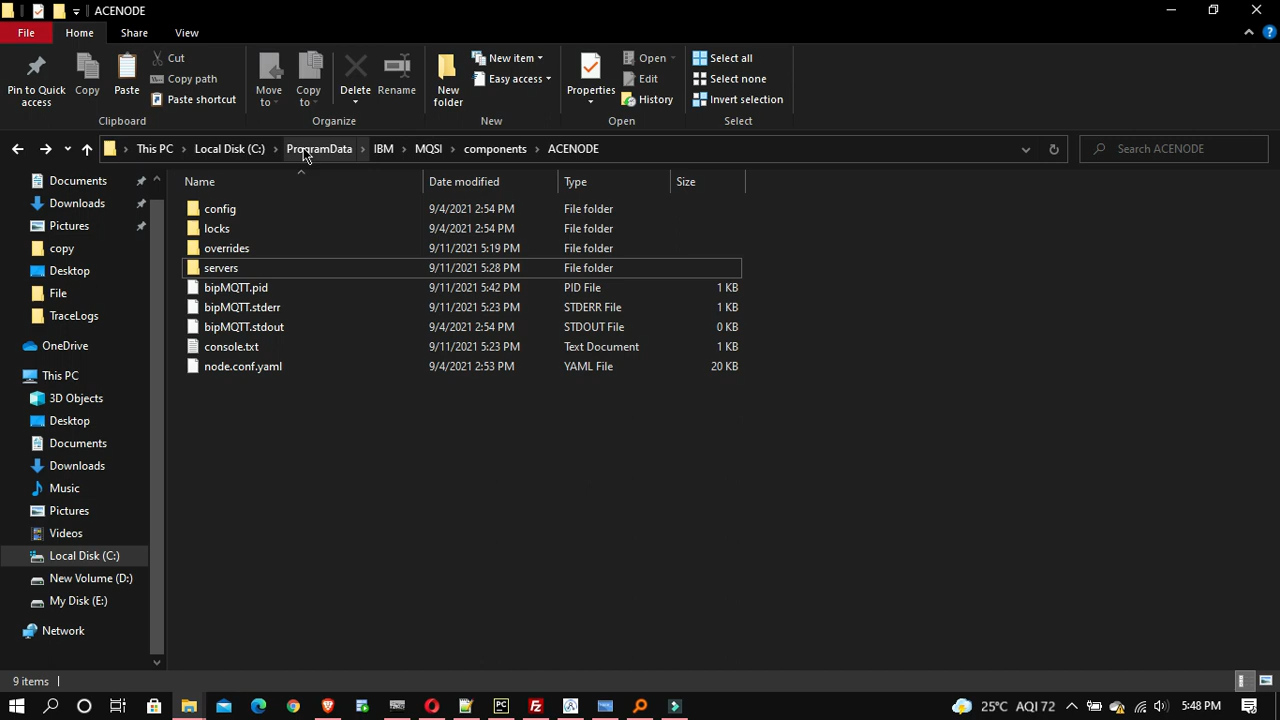 ACENODE
File Home Share View
Pin to Quick access
Copy
Paste
Cut
Copy path
Paste shortcut
Clipboard
Move to
Copy to
Delete
Rename
Organize
New folder
New item
Easy access
New
Properties
Open
Edit
History
Open
Select all
Select none
Invert selection
Select
This PC > Local Disk (C:) > ProgramData > IBM > MQSI > components > ACENODE
Search ACENODE
Documents
Downloads
Pictures
copy
Desktop
File
TraceLogs
OneDrive
This PC
3D Objects
Desktop
Documents
Downloads
Music
Pictures
Videos
Local Disk (C:)
New Volume (D:)
My Disk (E:)
Network
Name Date modified Type Size
config 9/4/2021 2:54 PM File folder
locks 9/4/2021 2:54 PM File folder
overrides 9/11/2021 5:19 PM File folder
servers 9/11/2021 5:28 PM File folder
bipMQTT.pid 9/11/2021 5:42 PM PID File 1 KB
bipMQTT.stderr 9/11/2021 5:23 PM STDERR File 1 KB
bipMQTT.stdout 9/4/2021 2:54 PM STDOUT File 0 KB
console.txt 9/11/2021 5:23 PM Text Document 1 KB
node.conf.yaml 9/4/2021 2:53 PM YAML File 20 KB
9 items
25°C AQI 72
5:48 PM